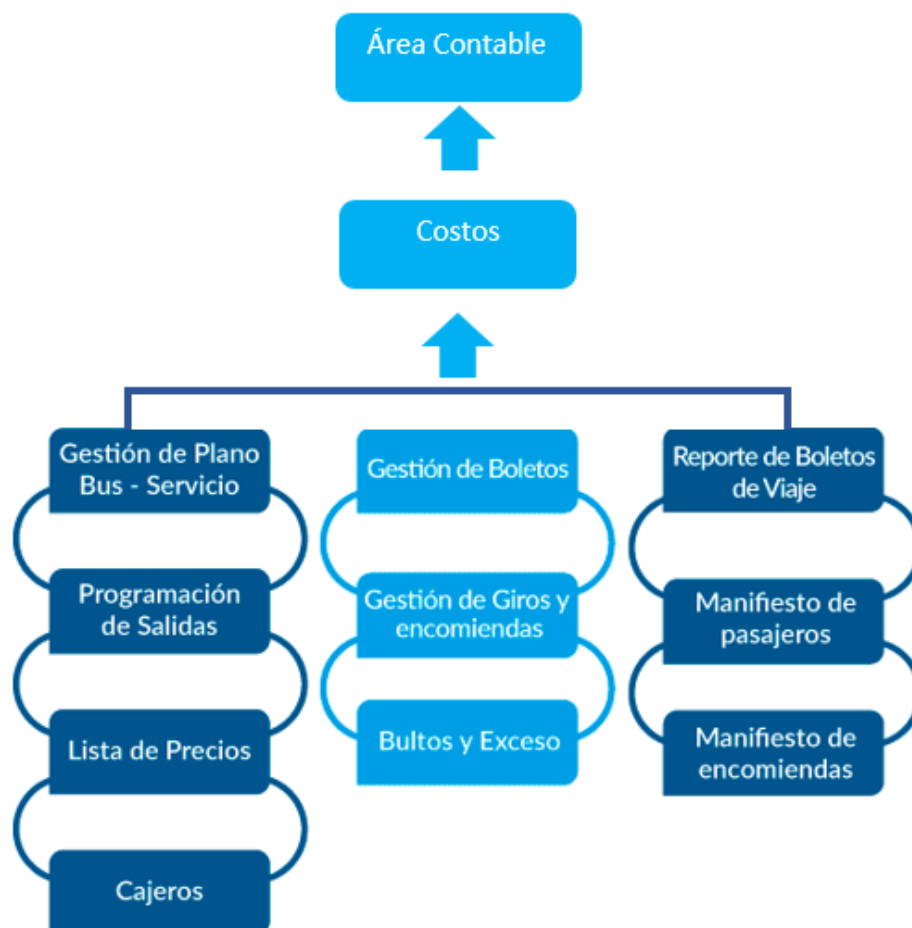 Área Contable
Costos
Gestión de Plano
Bus - Servicio
Programación
de Salidas
Lista de Precios
Cajeros
Gestión de Boletos
Gestión de Giros y
encomiendas
Bultos y Exceso
Reporte de Boletos
de Viaje
Manifiesto de
pasajeros
Manifiesto de
encomiendas